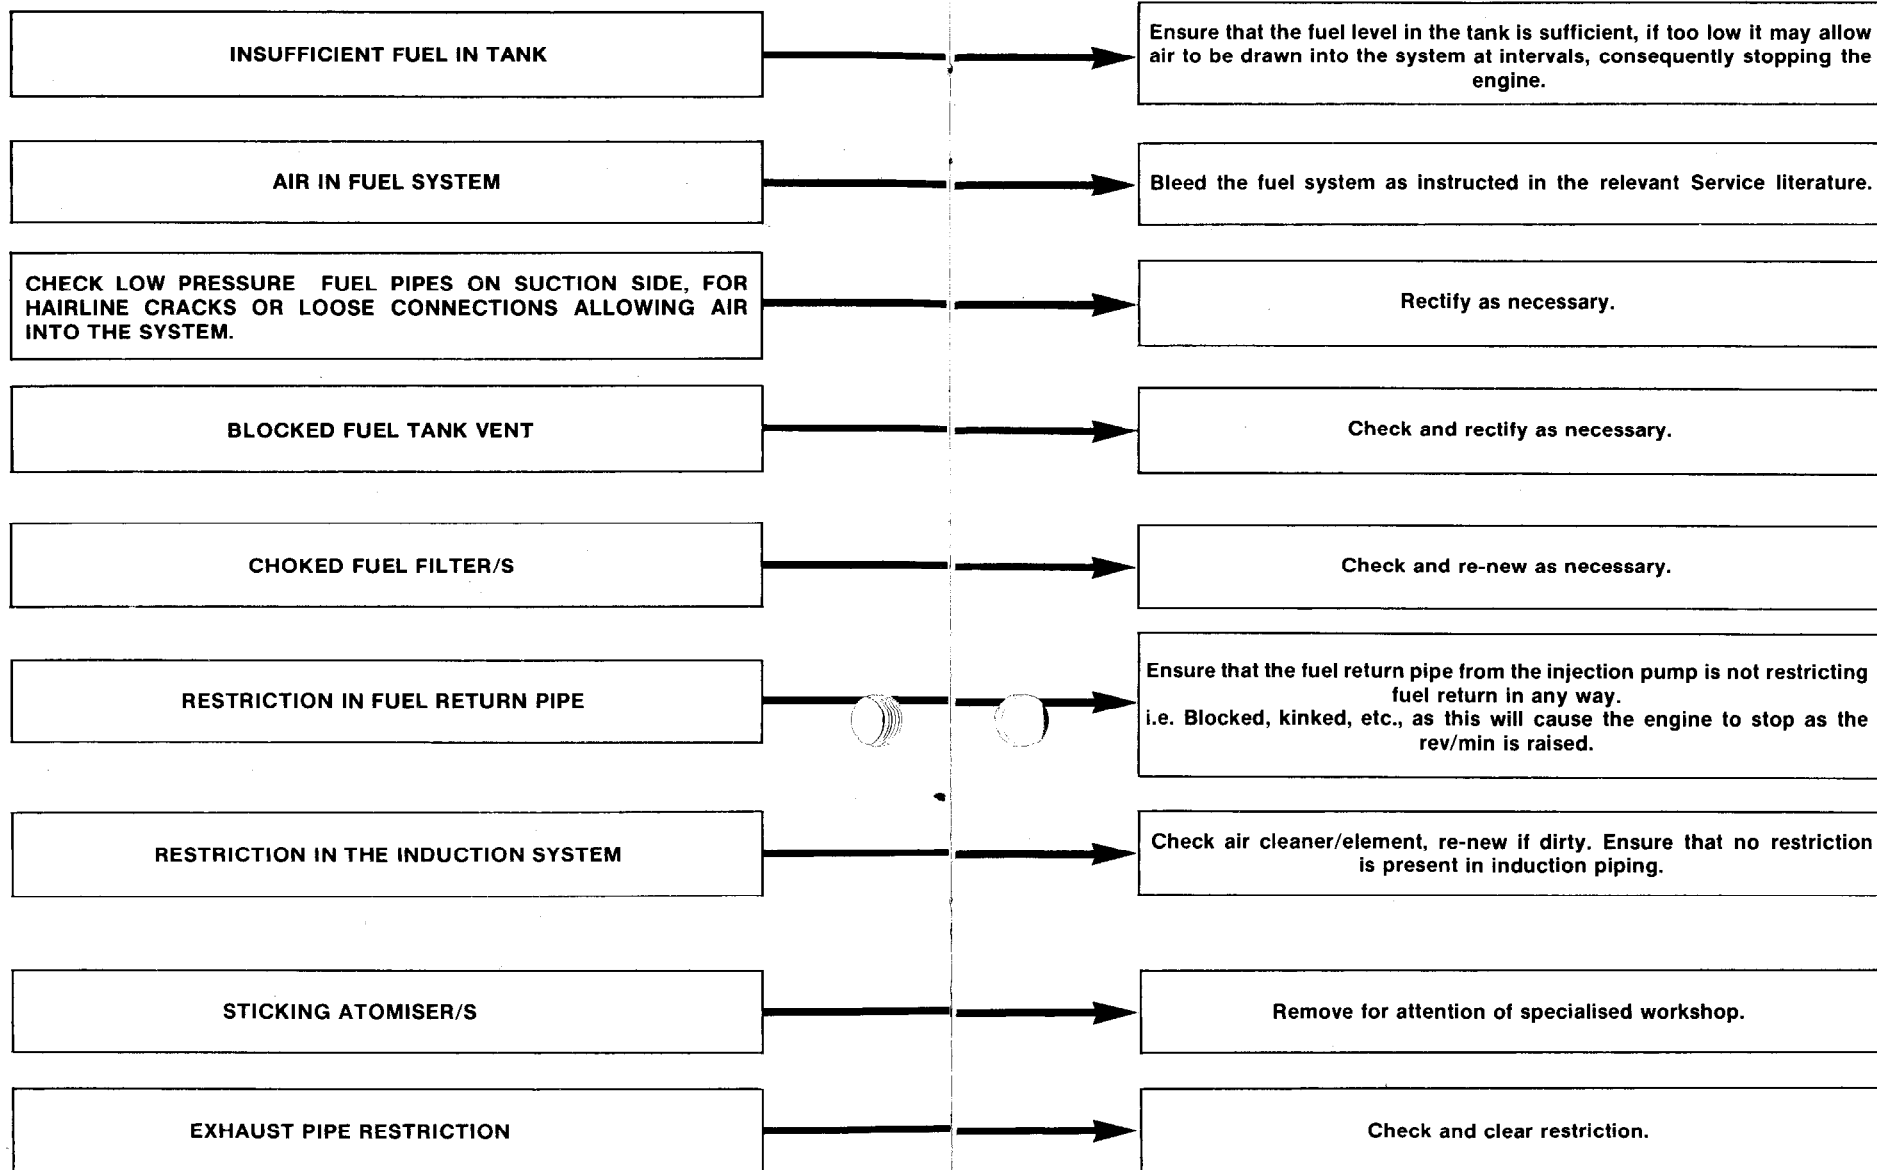 INSUFFICIENT FUEL IN TANK
Ensure that the fuel level in the tank is sufficient, if too low it may allow
air to be drawn into the system at intervals, consequently stopping the
engine.
AIR IN FUEL SYSTEM
Bleed the fuel system as instructed in the relevant Service literature.
CHECK LOW PRESSURE FUEL PIPES ON SUCTION SIDE, FOR
HAIRLINE CRACKS OR LOOSE CONNECTIONS ALLOWING AIR
INTO THE SYSTEM.
Rectify as necessary.
BLOCKED FUEL TANK VENT
Check and rectify as necessary.
CHOKED FUEL FILTER/S
Check and re-new as necessary.
RESTRICTION IN FUEL RETURN PIPE
Ensure that the fuel return pipe from the injection pump is not restricting
fuel return in any way.
i.e. Blocked, kinked, etc., as this will cause the engine to stop as the
rev/min is raised.
RESTRICTION IN THE INDUCTION SYSTEM
Check air cleaner/element, re-new if dirty. Ensure that no restriction
is present in induction piping.
STICKING ATOMISER/S
Remove for attention of specialised workshop.
EXHAUST PIPE RESTRICTION
Check and clear restriction.